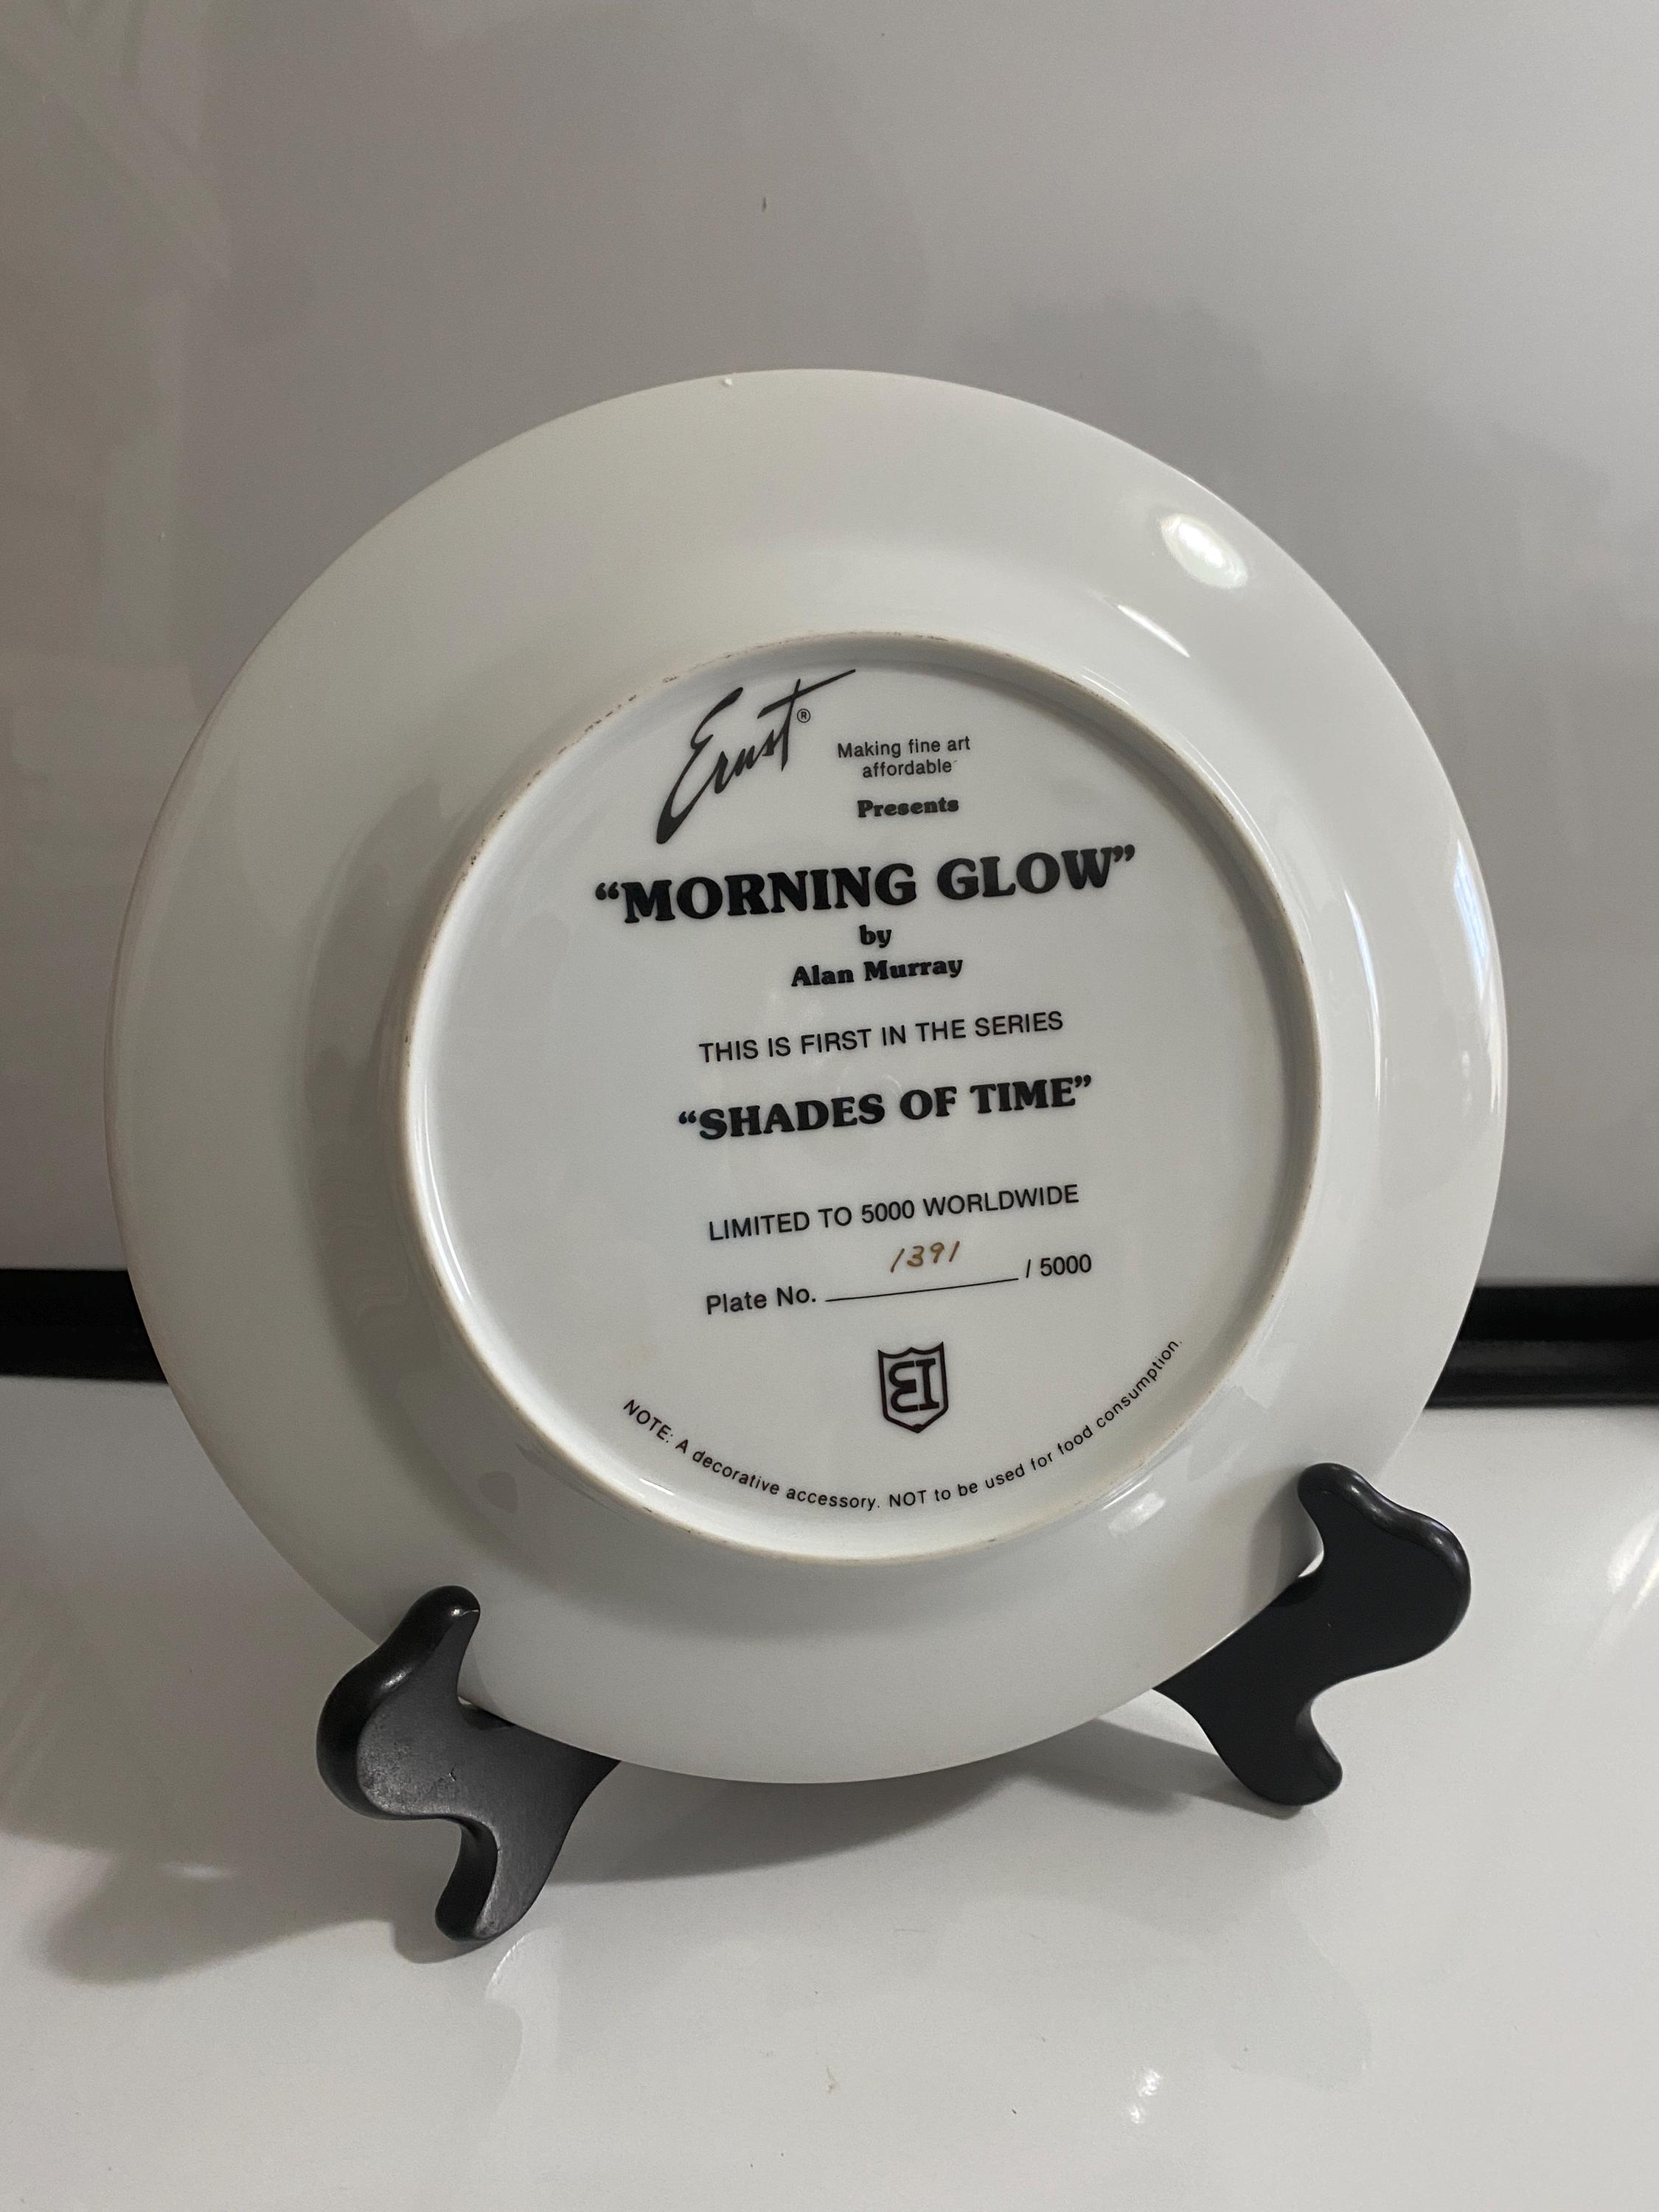 Ernst®
Making fine art
affordable
Presents
“MORNING GLOW”
by
Alan Murray
THIS IS FIRST IN THE SERIES
“SHADES OF TIME”
LIMITED TO 5000 WORLDWIDE
Plate No. 1391 / 5000
EI
NOTE: A decorative accessory. NOT to be used for food consumption.